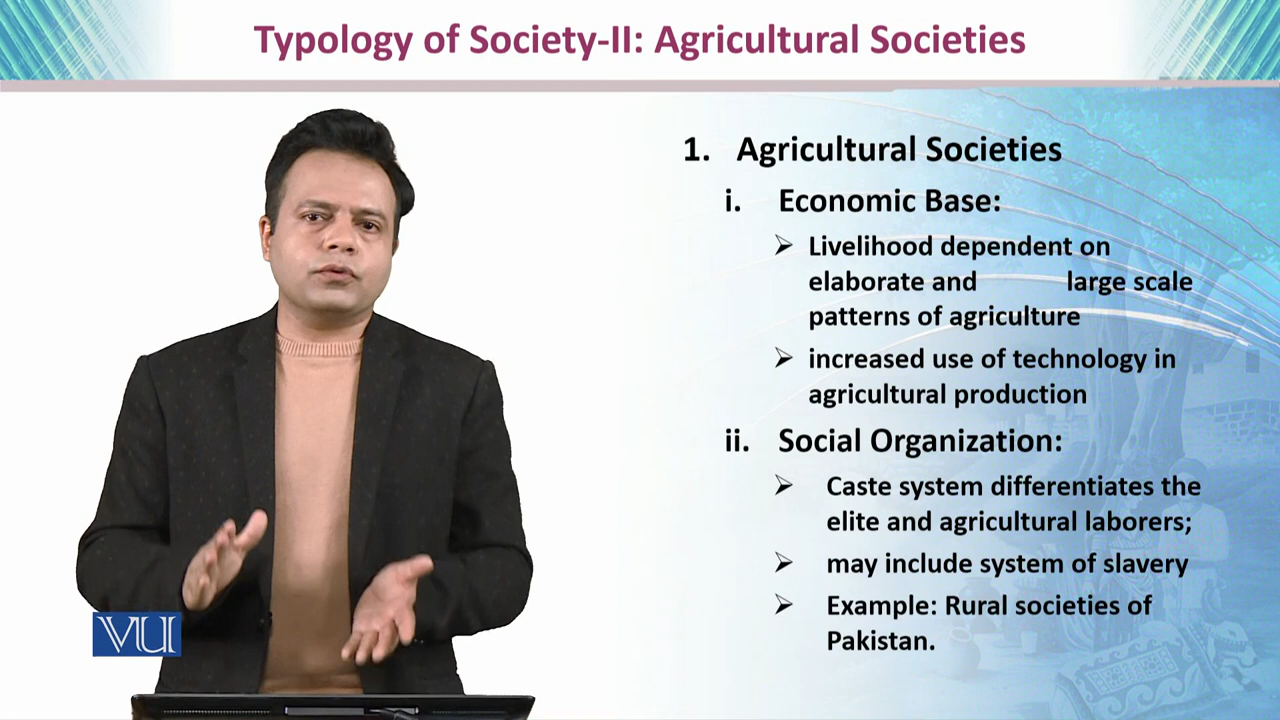 Typology of Society-II: Agricultural Societies
1. Agricultural Societies
i. Economic Base:
➢ Livelihood dependent on
elaborate and large scale
patterns of agriculture
➢ increased use of technology in
agricultural production
ii. Social Organization:
➢ Caste system differentiates the
elite and agricultural laborers;
➢ may include system of slavery
➢ Example: Rural societies of
Pakistan.
VU